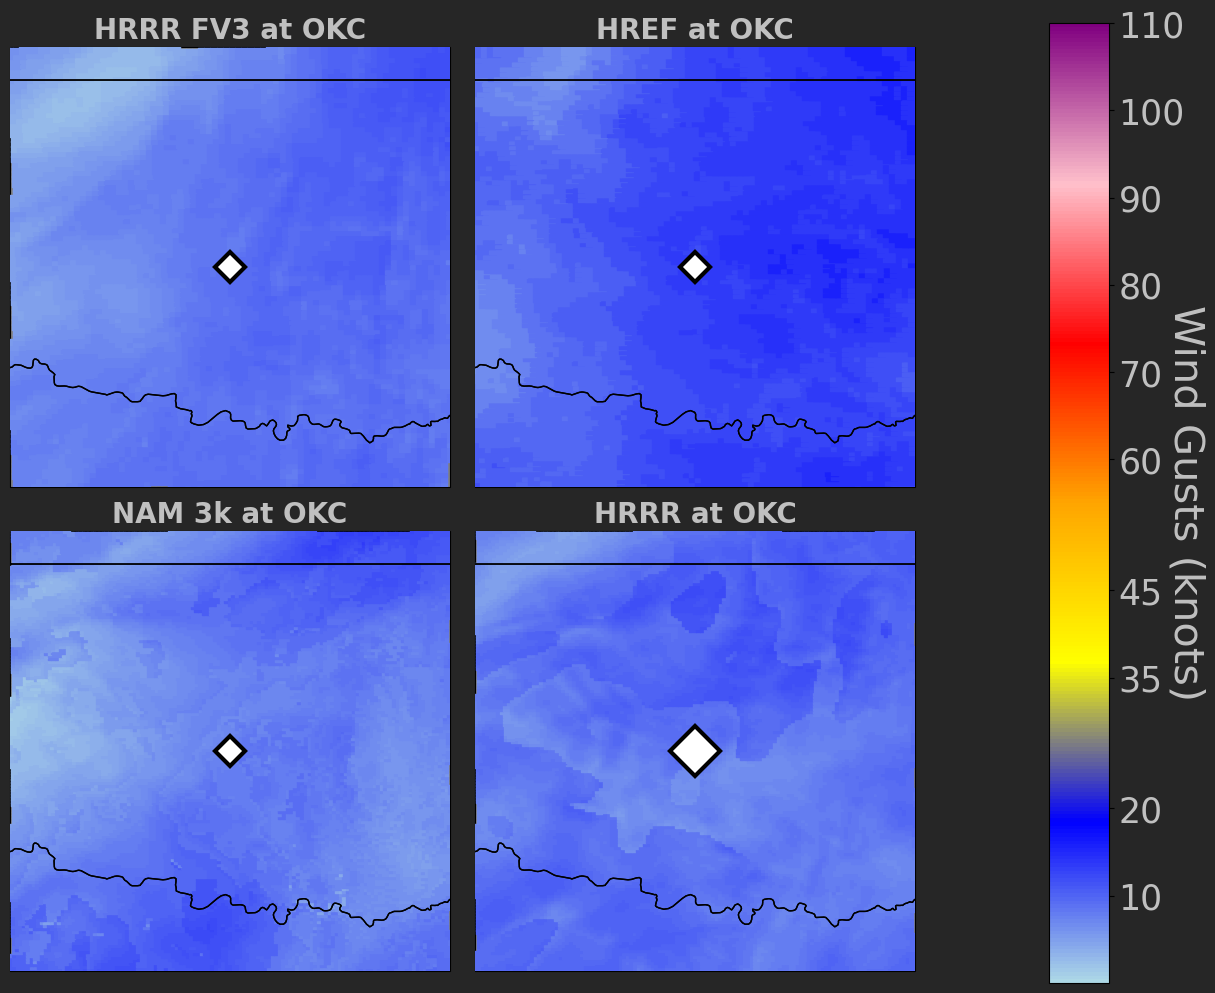 HRRR FV3 at OKC
HREF at OKC
NAM 3k at OKC
HRRR at OKC
110
100
90
80
70
60
45
35
20
10
Wind Gusts (knots)